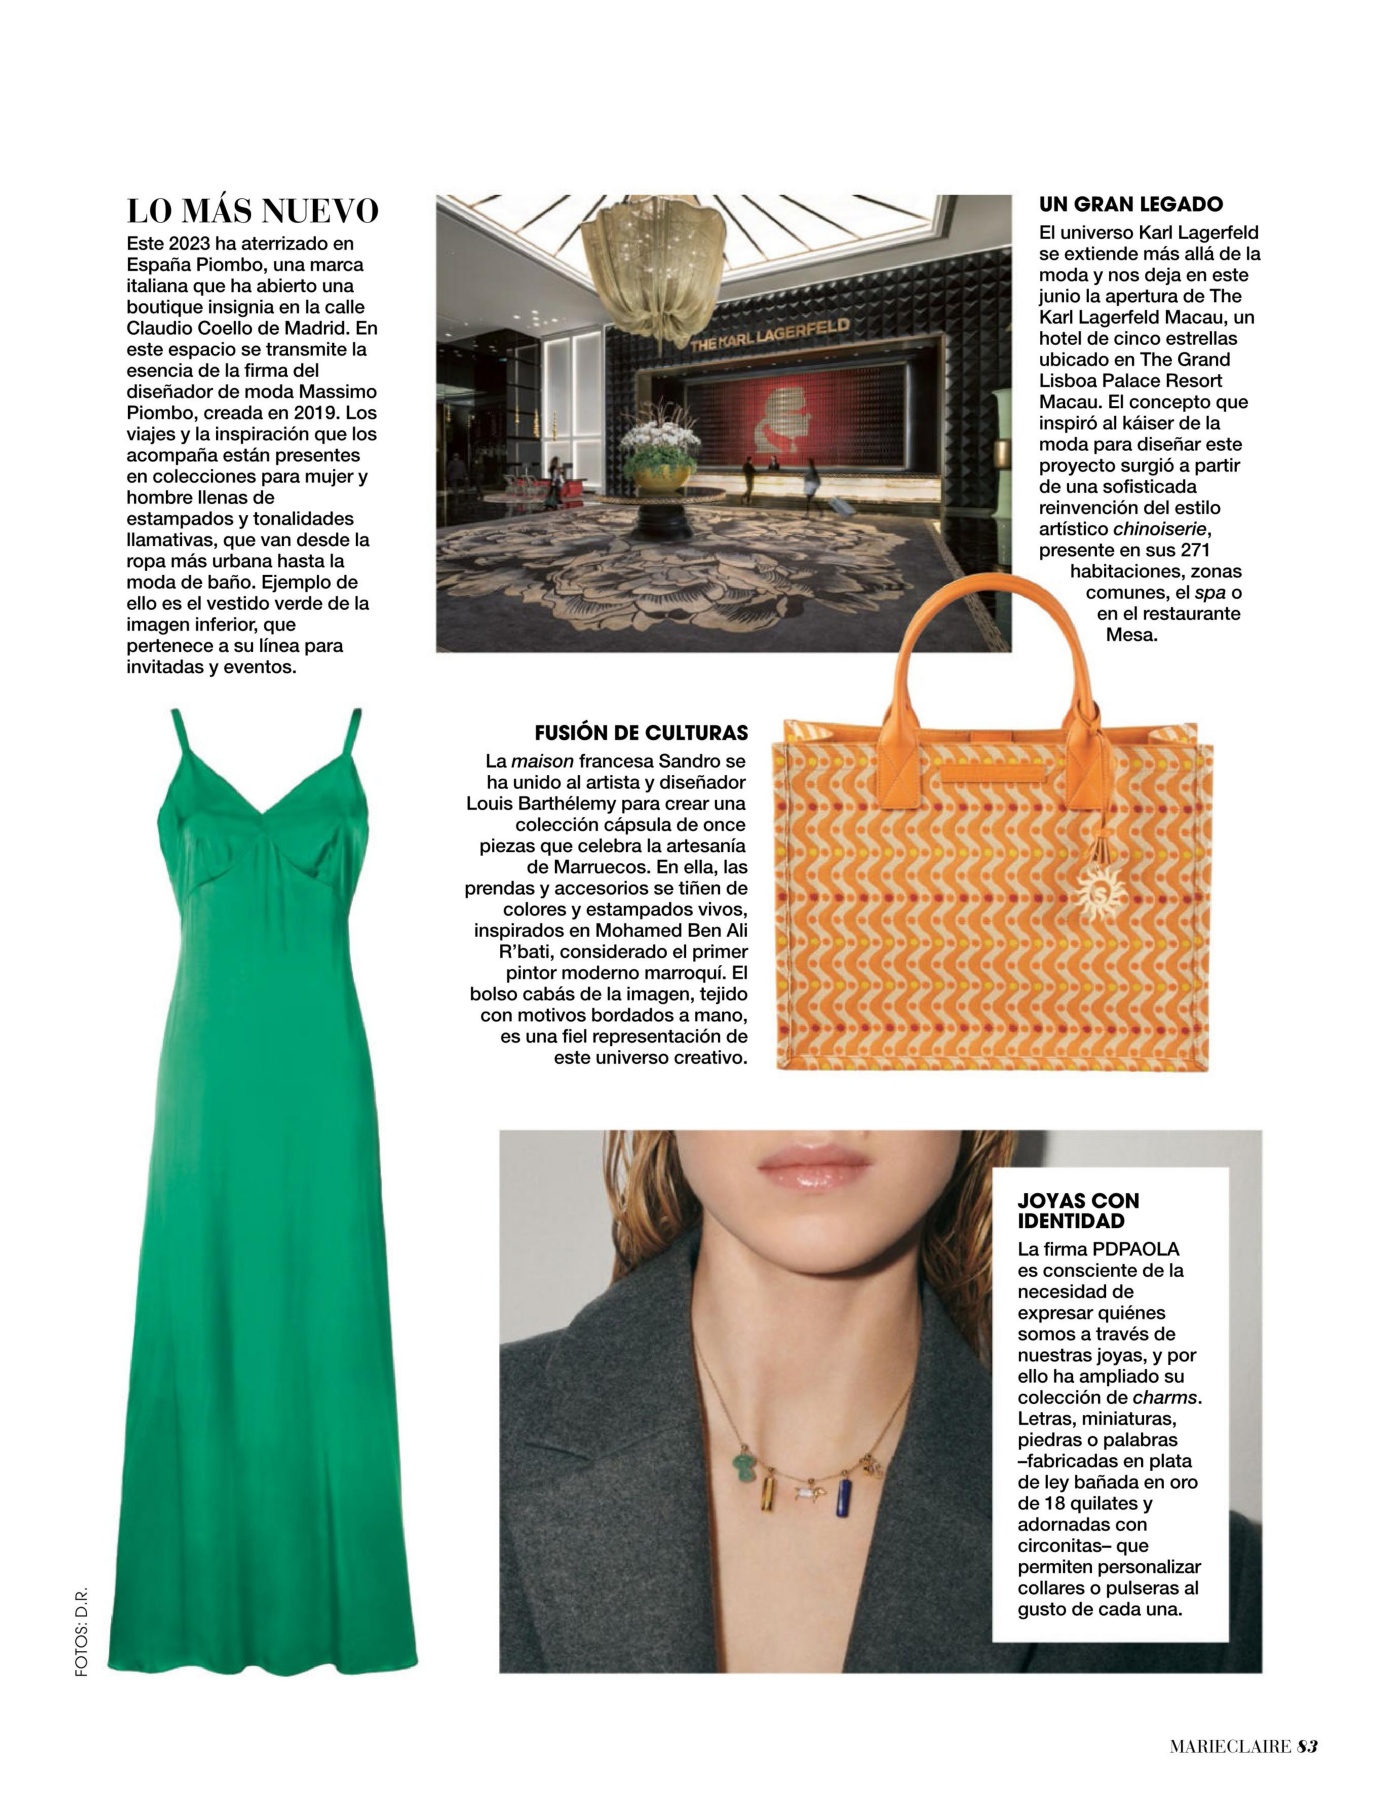 LO MÁS NUEVO
Este 2023 ha aterrizado en
España Piombo, una marca
italiana que ha abierto una
boutique insignia en la calle
Claudio Coello de Madrid. En
este espacio se transmite la
esencia de la firma del
diseñador de moda Massimo
Piombo, creada en 2019. Los
viajes y la inspiración que los
acompaña están presentes
en colecciones para mujer y
hombre llenas de
estampados y tonalidades
llamativas, que van desde la
ropa más urbana hasta la
moda de baño. Ejemplo de
ello es el vestido verde de la
imagen inferior, que
pertenece a su línea para
invitadas y eventos.
THE KARL LAGERFELD
UN GRAN LEGADO
El universo Karl Lagerfeld
se extiende más allá de la
moda y nos deja en este
junio la apertura de The
Karl Lagerfeld Macau, un
hotel de cinco estrellas
ubicado en The Grand
Lisboa Palace Resort
Macau. El concepto que
inspiró al káiser de la
moda para diseñar este
proyecto surgió a partir
de una sofisticada
reinvención del estilo
artístico chinoiserie,
presente en sus 271
habitaciones, zonas
comunes, el spa o
en el restaurante
Mesa.
FUSIÓN DE CULTURAS
La maison francesa Sandro se
ha unido al artista y diseñador
Louis Barthélemy para crear una
colección cápsula de once
piezas que celebra la artesanía
de Marruecos. En ella, las
prendas y accesorios se tiñen de
colores y estampados vivos,
inspirados en Mohamed Ben Ali
R’bati, considerado el primer
pintor moderno marroquí. El
bolso cabás de la imagen, tejido
con motivos bordados a mano,
es una fiel representación de
este universo creativo.
S
JOYAS CON
IDENTIDAD
La firma PDPAOLA
es consciente de la
necesidad de
expresar quiénes
somos a través de
nuestras joyas, y por
ello ha ampliado su
colección de charms.
Letras, miniaturas,
piedras o palabras
–fabricadas en plata
de ley bañada en oro
de 18 quilates y
adornadas con
circonitas– que
permiten personalizar
collares o pulseras al
gusto de cada una.
FOTOS: D.R.
MARIECLAIRE 83